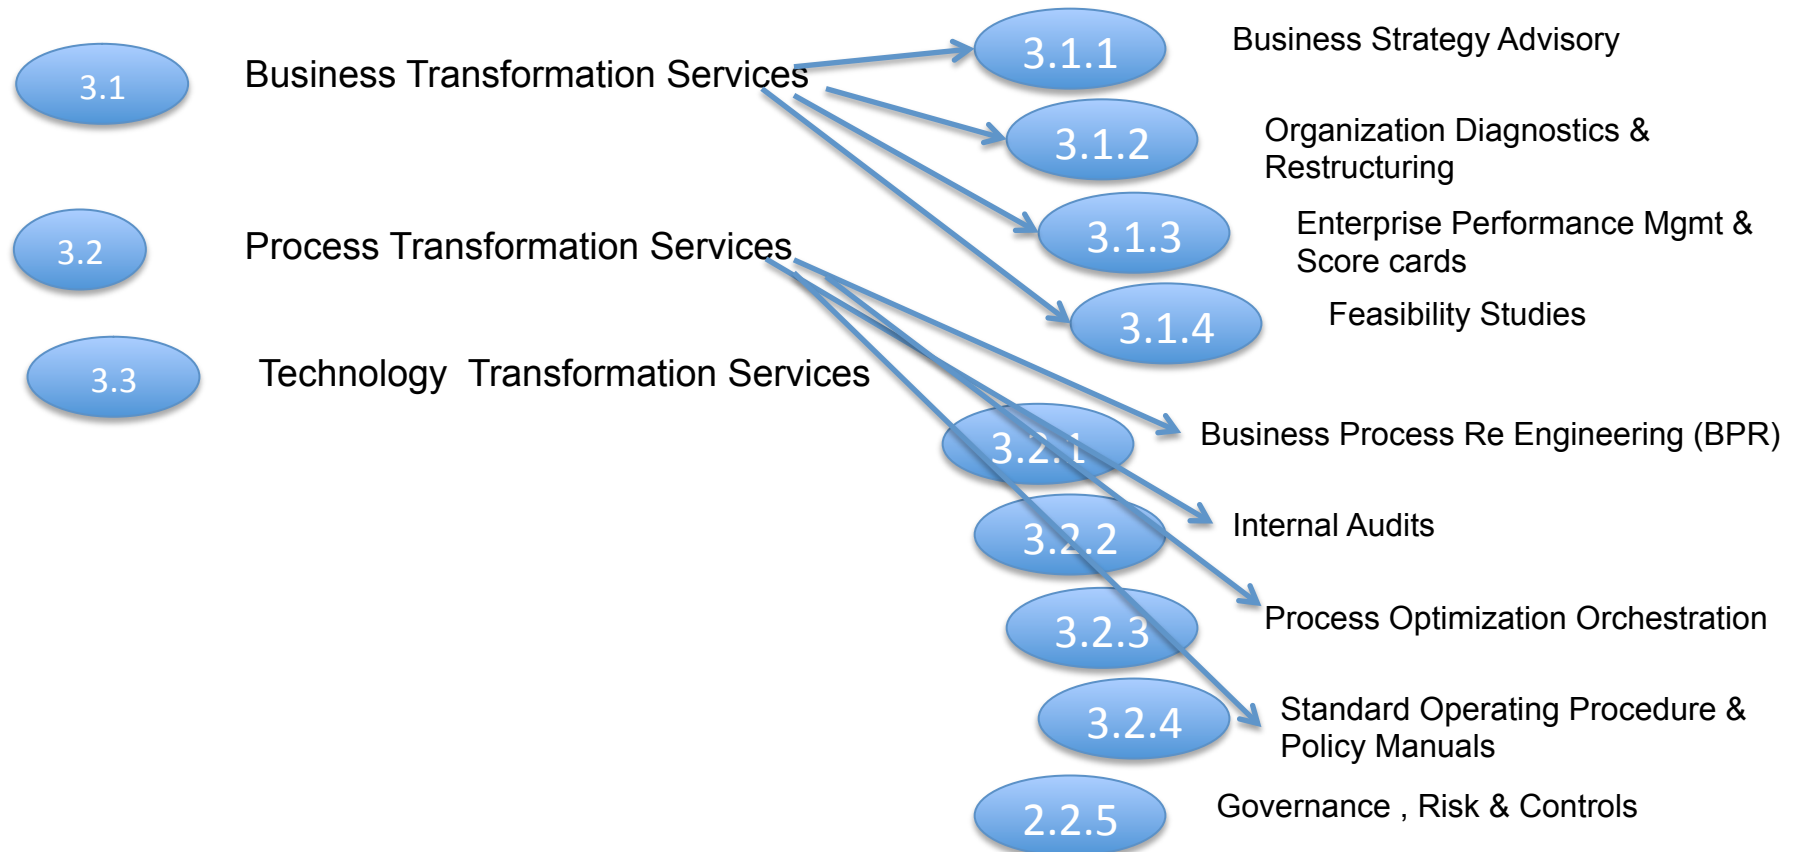 3.1
Business Transformation Services
3.2
Process Transformation Services
3.3
Technology  Transformation Services
3.1.1
Business Strategy Advisory
3.1.2
Organization Diagnostics &
Restructuring
3.1.3
Enterprise Performance Mgmt &
Score cards
3.1.4
Feasibility Studies
3.2.1
Business Process Re Engineering (BPR)
3.2.2
Internal Audits
3.2.3
Process Optimization Orchestration
3.2.4
Standard Operating Procedure &
Policy Manuals
2.2.5
Governance , Risk & Controls